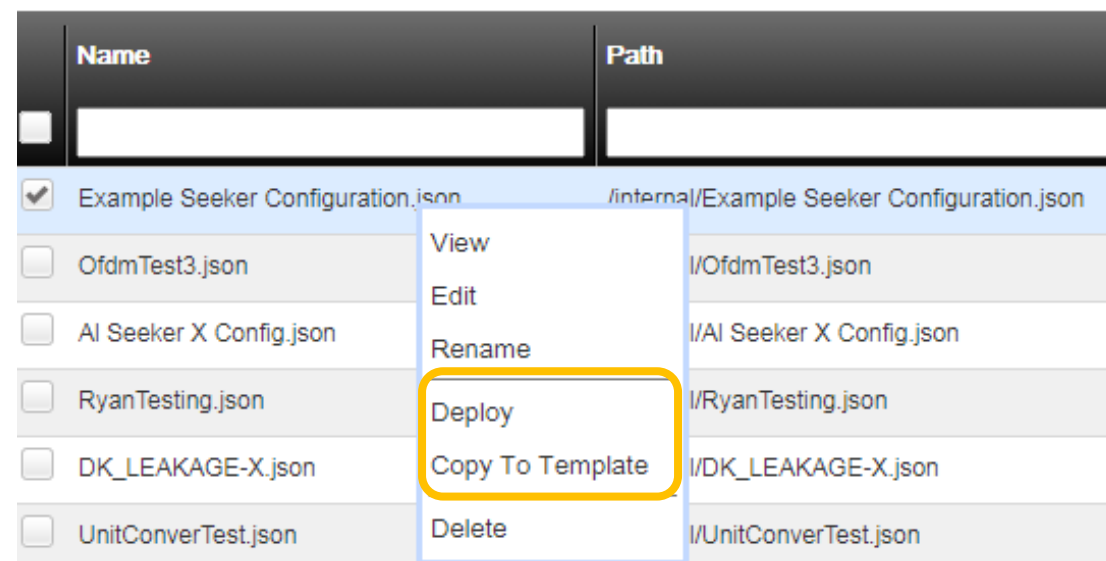 Name Path
Example Seeker Configuration.json /internal/Example Seeker Configuration.json
View
OfdmTest3.json l/OfdmTest3.json
Edit
AI Seeker X Config.json l/AI Seeker X Config.json
Rename
RyanTesting.json l/RyanTesting.json
Deploy
DK_LEAKAGE-X.json Copy To Template l/DK_LEAKAGE-X.json
UnitConverTest.json Delete l/UnitConverTest.json